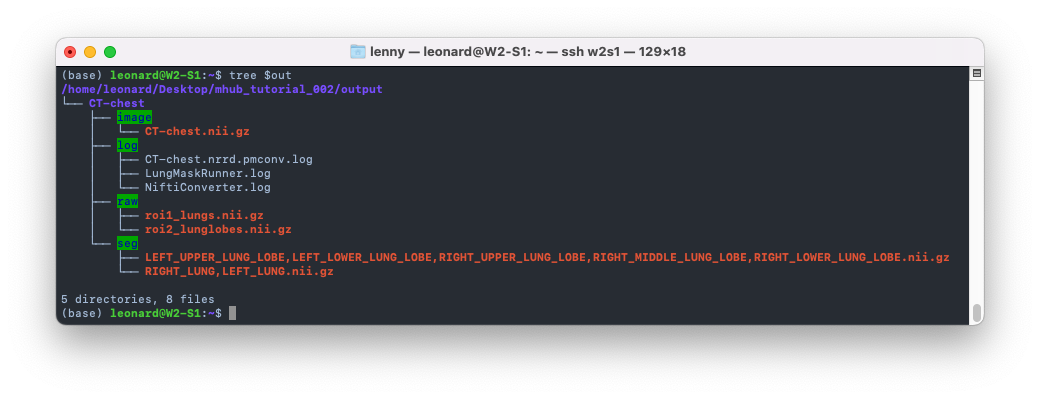 lenny — leonard@W2-S1: ~ — ssh w2s1 — 129×18
(base) leonard@W2-S1:~$ tree $out
/home/leonard/Desktop/mhub_tutorial_002/output
└── CT-chest
    ├── image
    │   └── CT-chest.nii.gz
    ├── log
    │   ├── CT-chest.nrrd.pmconv.log
    │   ├── LungMaskRunner.log
    │   └── NiftiConverter.log
    ├── raw
    │   ├── roi1_lungs.nii.gz
    │   └── roi2_lunglobes.nii.gz
    └── seg
        ├── LEFT_UPPER_LUNG_LOBE,LEFT_LOWER_LUNG_LOBE,RIGHT_UPPER_LUNG_LOBE,RIGHT_MIDDLE_LUNG_LOBE,RIGHT_LOWER_LUNG_LOBE.nii.gz
        └── RIGHT_LUNG,LEFT_LUNG.nii.gz
5 directories, 8 files
(base) leonard@W2-S1:~$